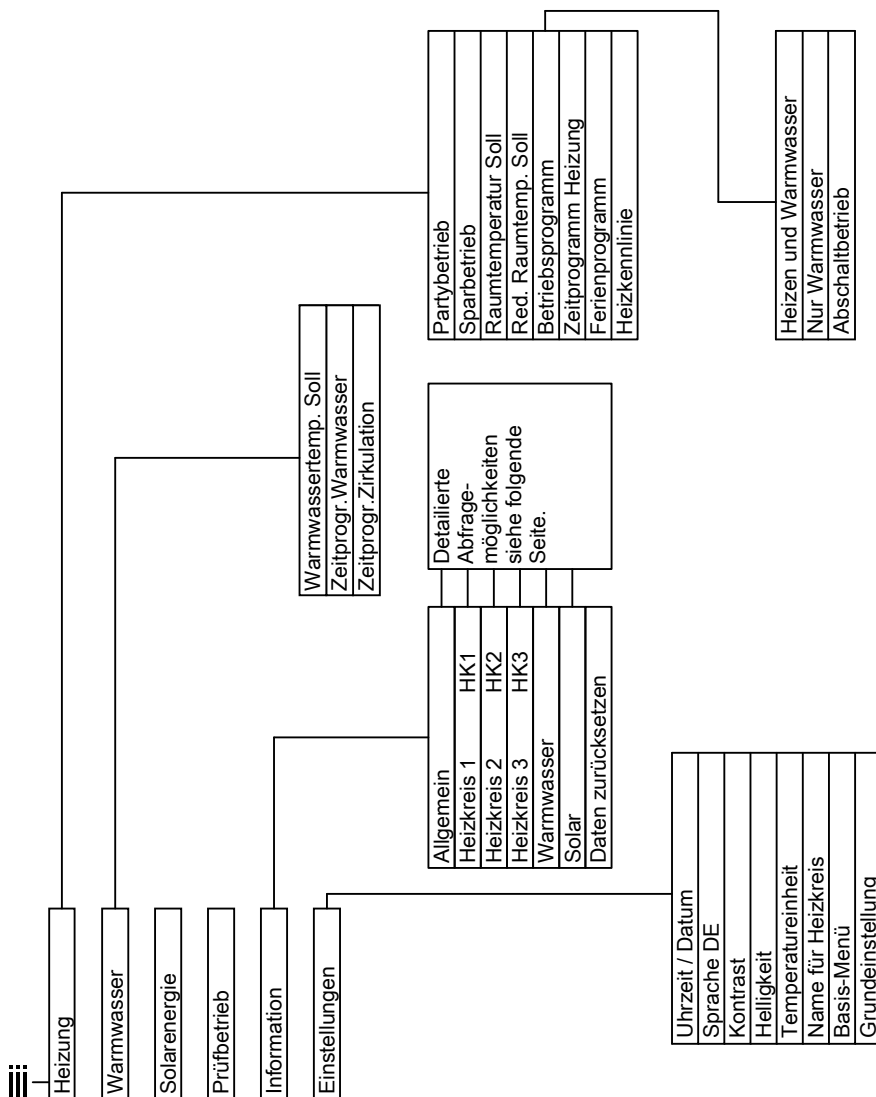 Heizung
Warmwasser
Solarenergie
Prüfbetrieb
Information
Einstellungen
Partybetrieb
Sparbetrieb
Raumtemperatur Soll
Red. Raumtemp. Soll
Betriebsprogramm
Zeitprogramm Heizung
Ferienprogramm
Heizkennlinie
Heizen und Warmwasser
Nur Warmwasser
Abschaltbetrieb
Warmwassertemp. Soll
Zeitprogr.Warmwasser
Zeitprogr.Zirkulation
Allgemein
Heizkreis 1 HK1
Heizkreis 2 HK2
Heizkreis 3 HK3
Warmwasser
Solar
Daten zurücksetzen
Detailierte
Abfrage-
möglichkeiten
siehe folgende
Seite.
Uhrzeit / Datum
Sprache DE
Kontrast
Helligkeit
Temperatureinheit
Name für Heizkreis
Basis-Menü
Grundeinstellung